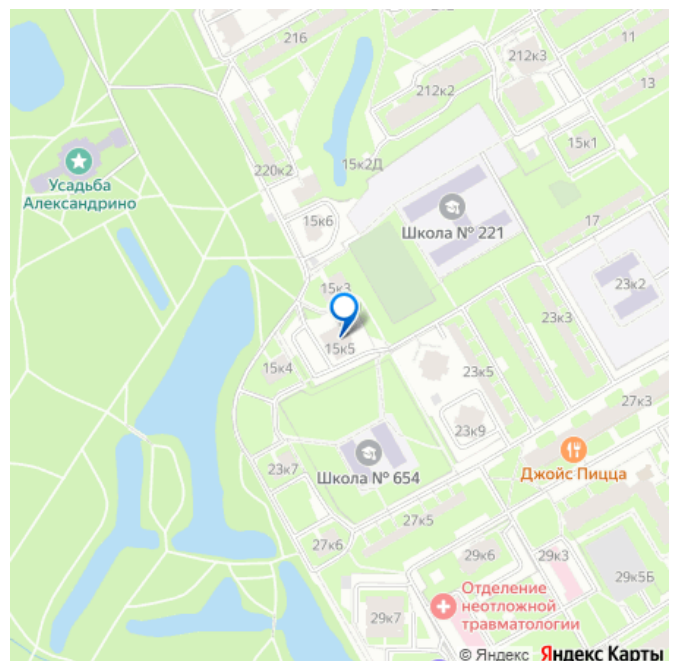 216
11
212к3
212к2
13
15к1
220к2
15к2Д
Усадьба
Александрино
15к6
Школа № 221
17
15к3
23к2
23к3
15к5
15к4
23к5
27к3
23к9
23к7
Школа № 654
Джойс Пицца
27к5
27к6
29к6
29к3
29к5Б
Отделение
неотложной
травматологии
29к7
© Яндекс Яндекс Карты